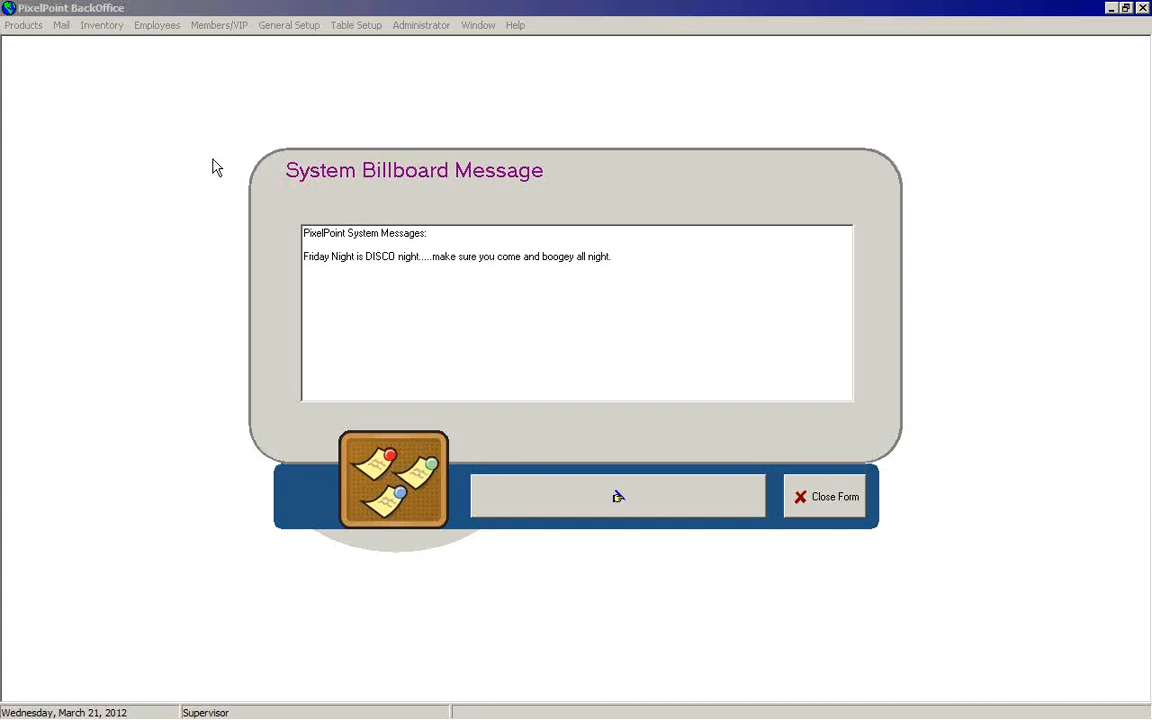 PixelPoint BackOffice
Products Mail Inventory Employees Members/VIP General Setup Table Setup Administrator Window Help
System Billboard Message
PixelPoint System Messages:
Friday Night is DISCO night.....make sure you come and boogey all night.
Close Form
Wednesday, March 21, 2012 Supervisor